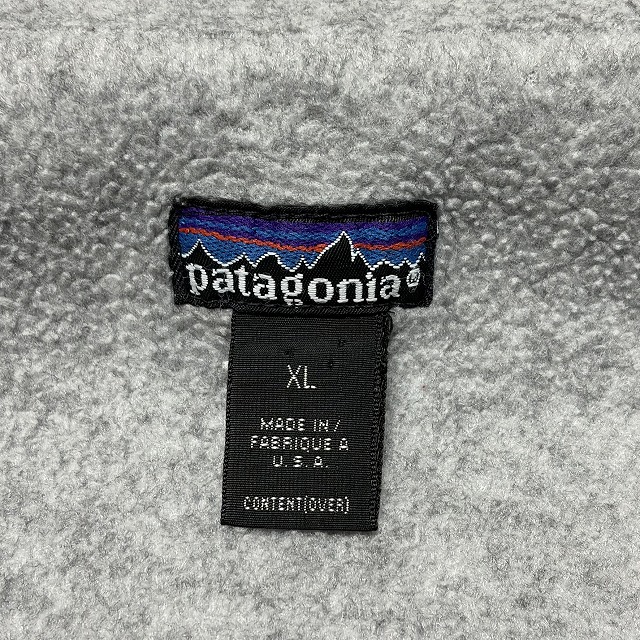 patagonia®
XL
MADE IN/
FABRIQUE A
U.S.A.
CONTENT(OVER)